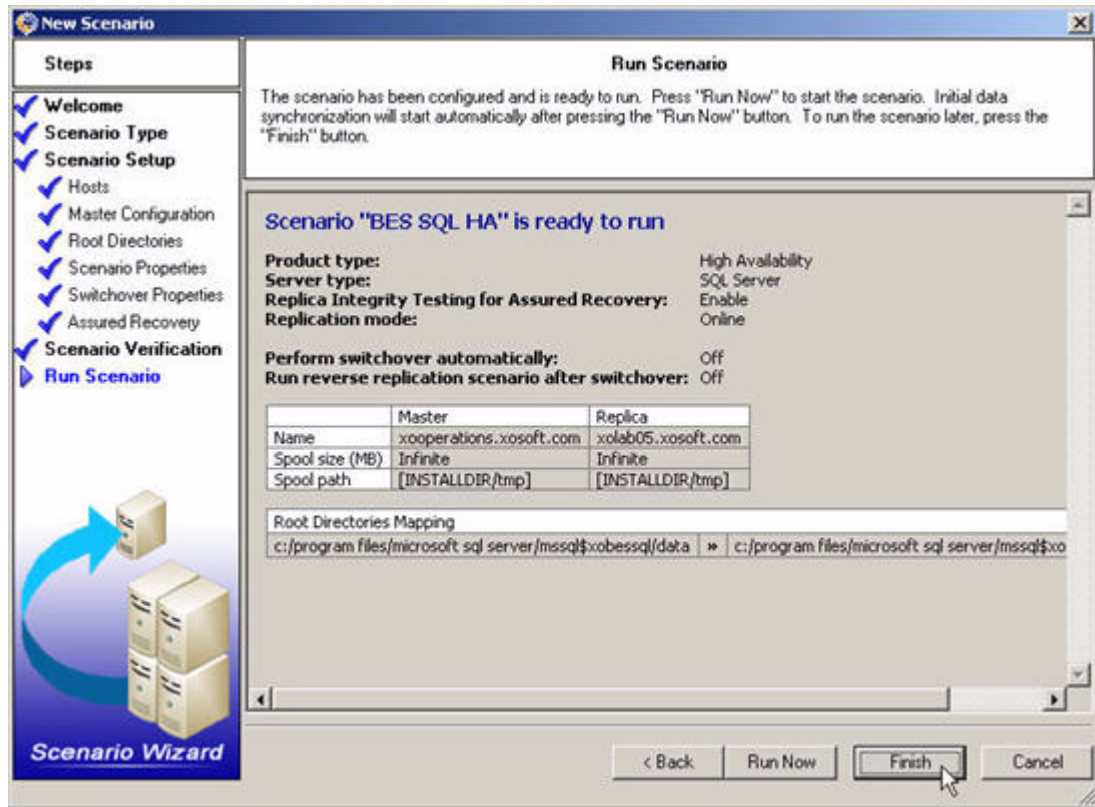 New Scenario
Steps
Welcome
Scenario Type
Scenario Setup
Hosts
Master Configuration
Root Directories
Scenario Properties
Switchover Properties
Assured Recovery
Scenario Verification
Run Scenario
Scenario Wizard
Run Scenario
The scenario has been configured and is ready to run. Press "Run Now" to start the scenario. Initial data
synchronization will start automatically after pressing the "Run Now" button. To run the scenario later, press the
"Finish" button.
Scenario "BES SQL HA" is ready to run
Product type: High Availability
Server type: SQL Server
Replica Integrity Testing for Assured Recovery: Enable
Replication mode: Online
Perform switchover automatically: Off
Run reverse replication scenario after switchover: Off
Master Replica
Name xooperations.xosoft.com xolab05.xosoft.com
Spool size (MB) Infinite Infinite
Spool path [INSTALLDIR/tmp] [INSTALLDIR/tmp]
Root Directories Mapping
c:/program files/microsoft sql server/mssql$xobessql/data » c:/program files/microsoft sql server/mssql$xo
< Back Run Now Finish Cancel